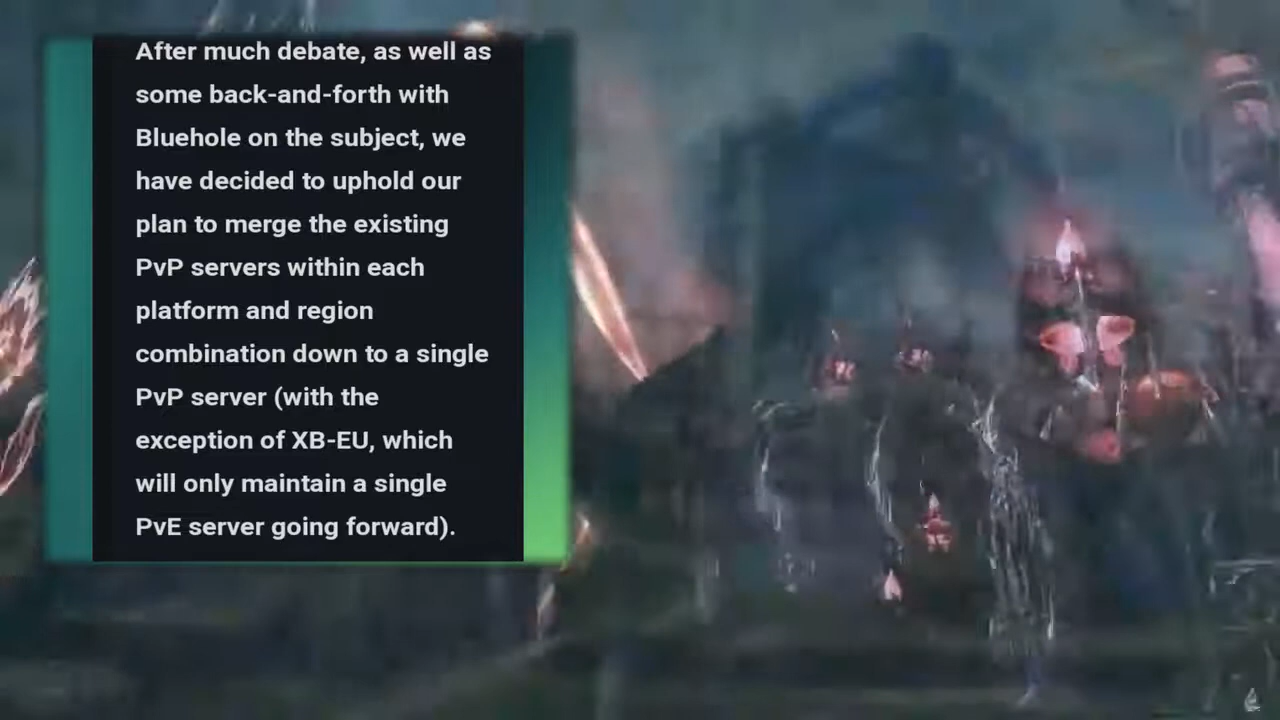 After much debate, as well as
some back-and-forth with
Bluehole on the subject, we
have decided to uphold our
plan to merge the existing
PvP servers within each
platform and region
combination down to a single
PvP server (with the
exception of XB-EU, which
will only maintain a single
PvE server going forward).